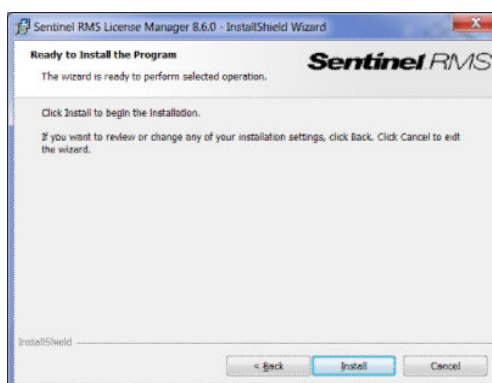 Sentinel RMS License Manager 8.6.0 - InstallShield Wizard
X
Ready to Install the Program
The wizard is ready to perform selected operation.
Sentinel RMS
Click Install to begin the installation.
If you want to review or change any of your installation settings, click Back. Click Cancel to exit
the wizard.
InstallShield
< Back Install Cancel